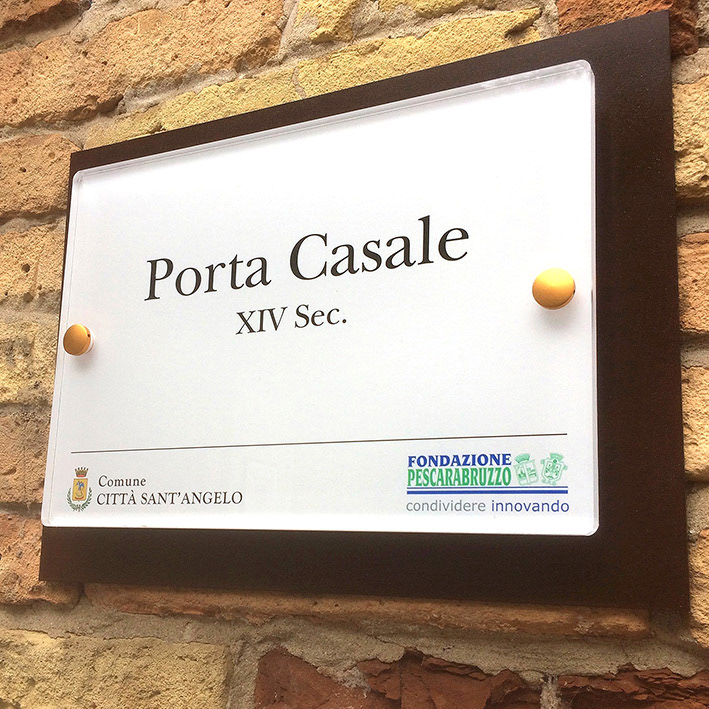 Porta Casale
XIV Sec.
Comune
CITTÀ SANT'ANGELO
FONDAZIONE
PESCARABRUZZO
condividere innovando